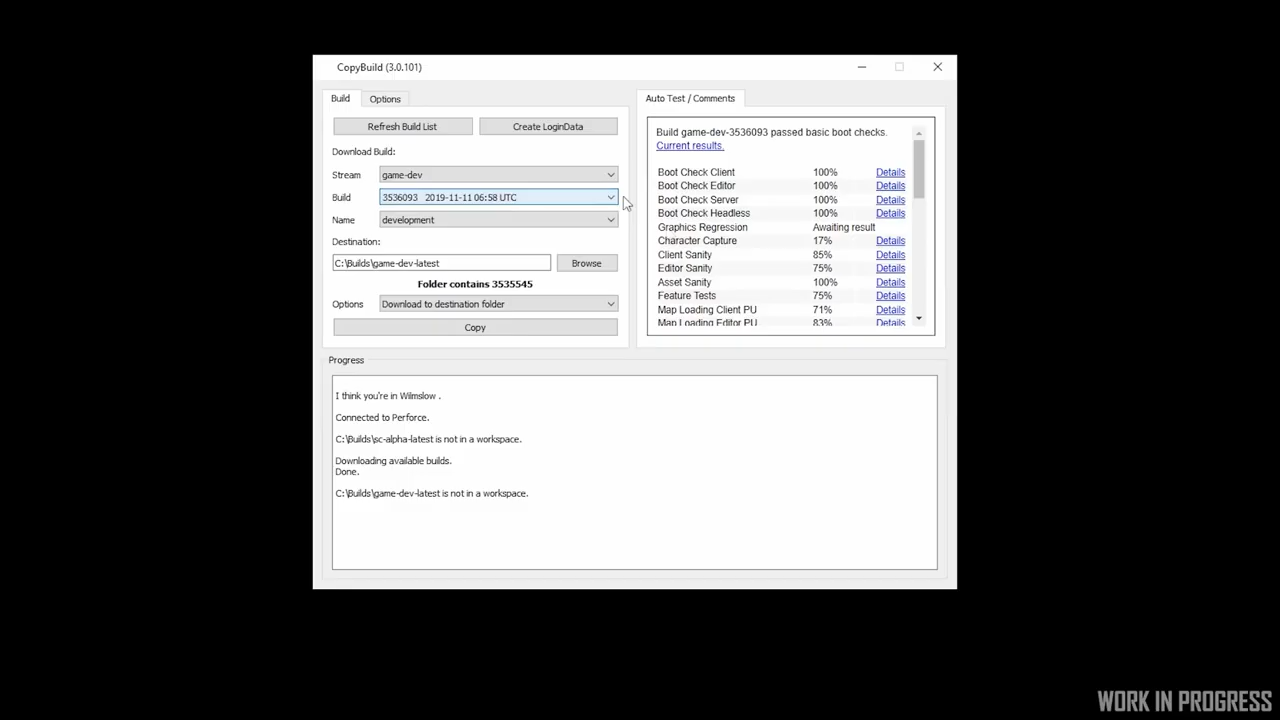 CopyBuild (3.0.101)
Build
Options
Refresh Build List
Create LoginData
Download Build:
Stream
game-dev
Build
3536093 2019-11-11 06:58 UTC
Name
development
Destination:
C:\Builds\game-dev-latest
Browse
Folder contains 3535545
Options
Download to destination folder
Copy
Auto Test / Comments
Build game-dev-3536093 passed basic boot checks.
Current results.
Boot Check Client 100% Details
Boot Check Editor 100% Details
Boot Check Server 100% Details
Boot Check Headless 100% Details
Graphics Regression Awaiting result
Character Capture 17% Details
Client Sanity 85% Details
Editor Sanity 75% Details
Asset Sanity 100% Details
Feature Tests 75% Details
Map Loading Client PU 71% Details
Map Loading Editor PU 83% Details
Progress
I think you're in Wilmslow .
Connected to Perforce.
C:\Builds\sc-alpha-latest is not in a workspace.
Downloading available builds.
Done.
C:\Builds\game-dev-latest is not in a workspace.
WORK IN PROGRESS